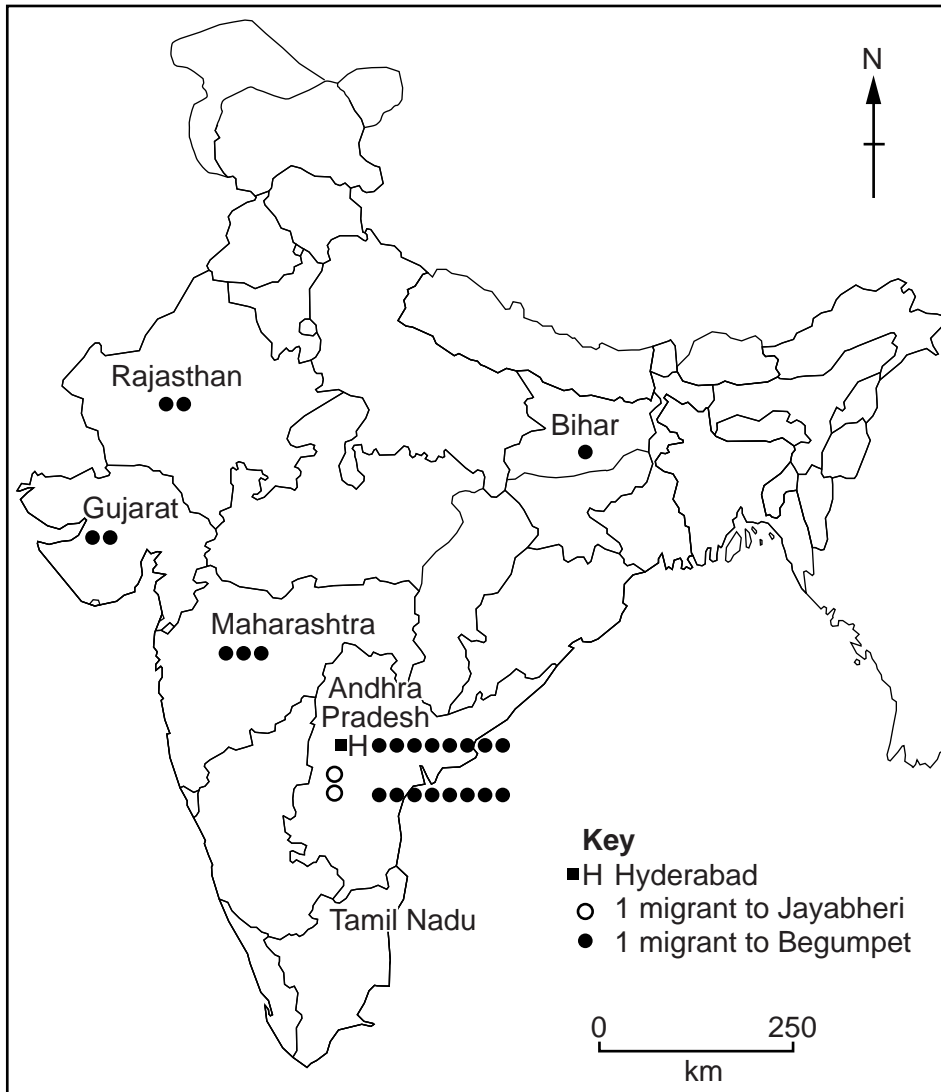 N
Rajasthan
Bihar
Gujarat
Maharashtra
Andhra
Pradesh
H
Tamil Nadu
Key
H Hyderabad
1 migrant to Jayabheri
1 migrant to Begumpet
0 250
km